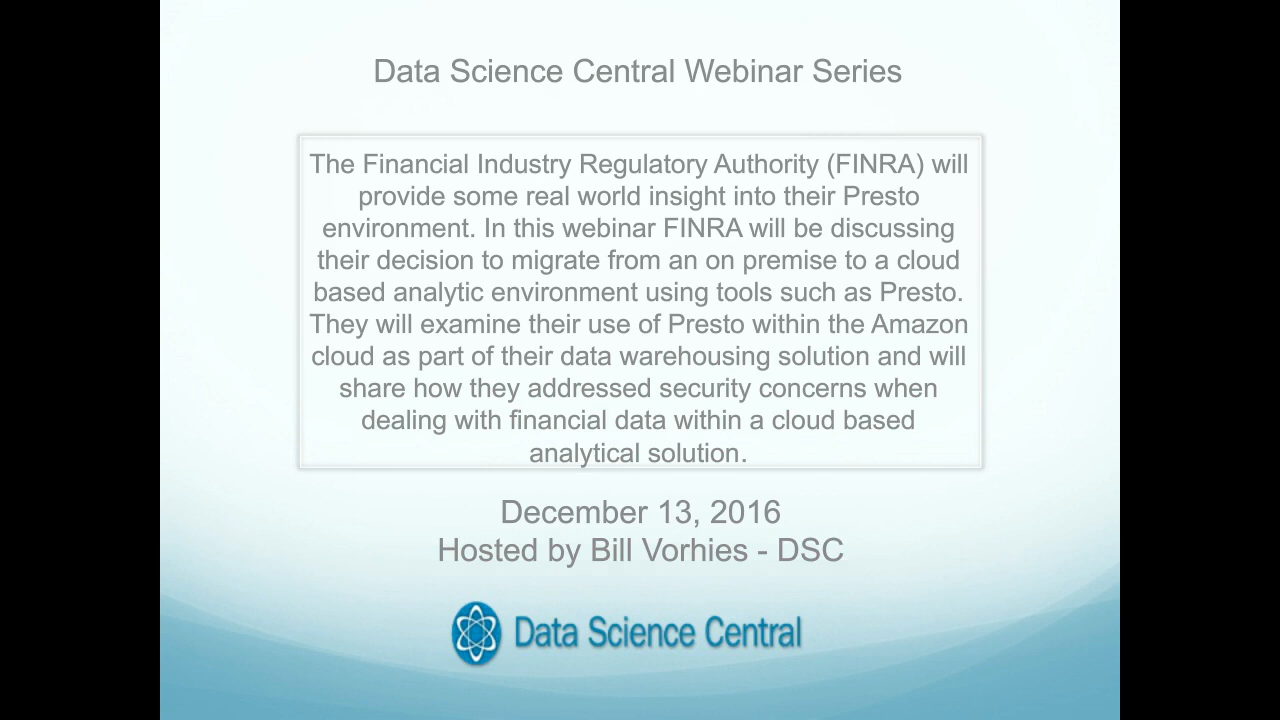 Data Science Central Webinar Series
The Financial Industry Regulatory Authority (FINRA) will
provide some real world insight into their Presto
environment. In this webinar FINRA will be discussing
their decision to migrate from an on premise to a cloud
based analytic environment using tools such as Presto.
They will examine their use of Presto within the Amazon
cloud as part of their data warehousing solution and will
share how they addressed security concerns when
dealing with financial data within a cloud based
analytical solution.
December 13, 2016
Hosted by Bill Vorhies - DSC
Data Science Central